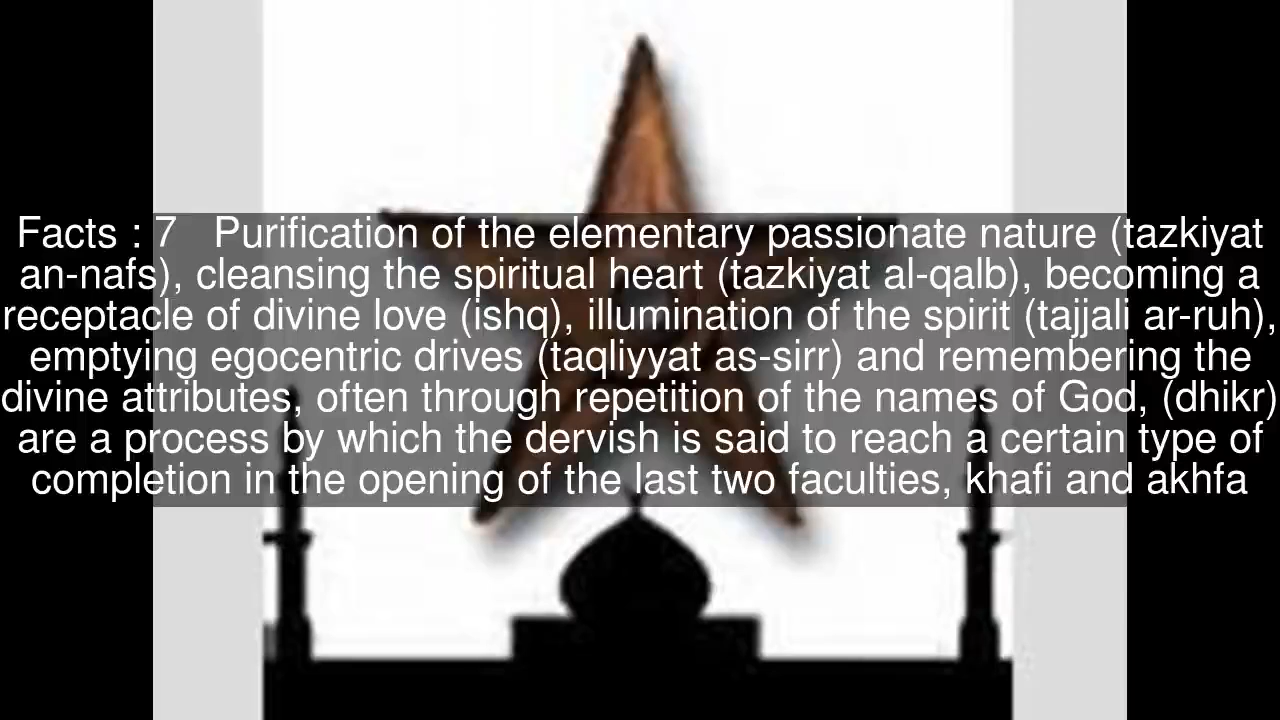 Facts : 7   Purification of the elementary passionate nature (tazkiyat
an-nafs), cleansing the spiritual heart (tazkiyat al-qalb), becoming a
receptacle of divine love (ishq), illumination of the spirit (tajjali ar-ruh),
emptying egocentric drives (taqliyyat as-sirr) and remembering the
divine attributes, often through repetition of the names of God, (dhikr)
are a process by which the dervish is said to reach a certain type of
completion in the opening of the last two faculties, khafi and akhfa